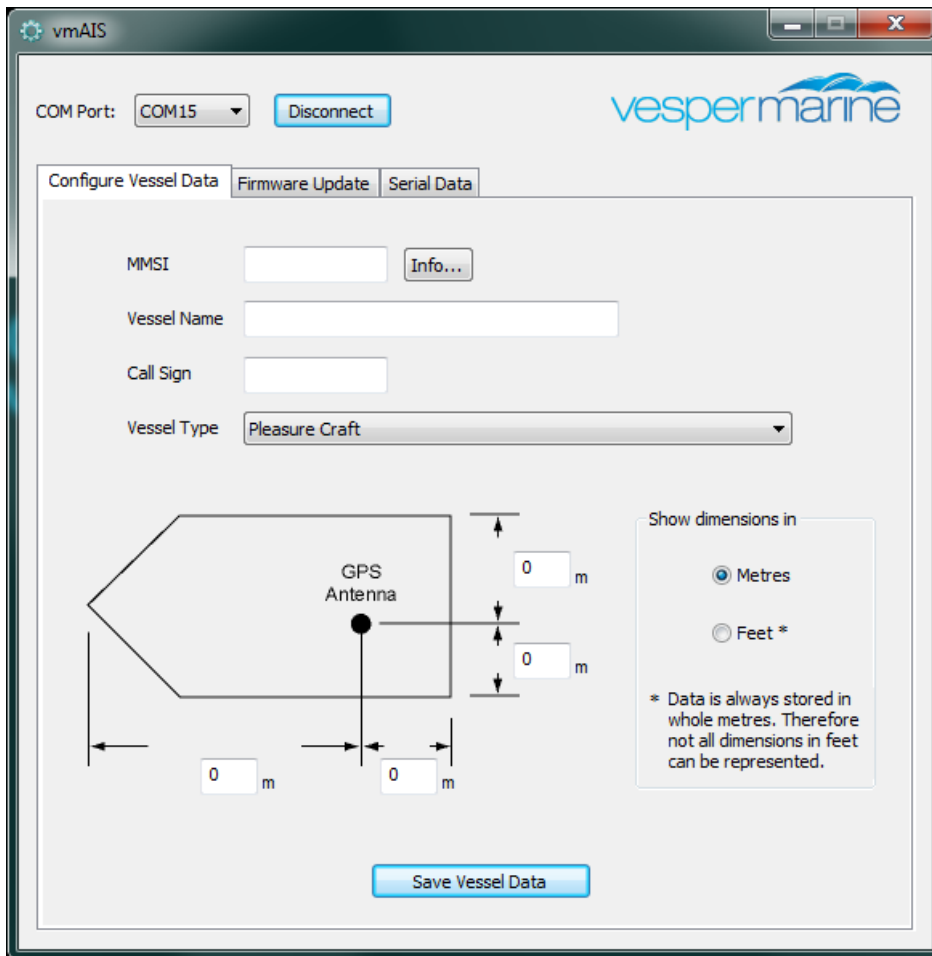 vmAIS
COM Port: COM15 Disconnect
vespermarine
Configure Vessel Data Firmware Update Serial Data
MMSI Info...
Vessel Name
Call Sign
Vessel Type Pleasure Craft
Show dimensions in
GPS
Antenna
0 m
Metres
Feet *
0 m
* Data is always stored in
whole metres. Therefore
not all dimensions in feet
can be represented.
0 m 0 m
Save Vessel Data